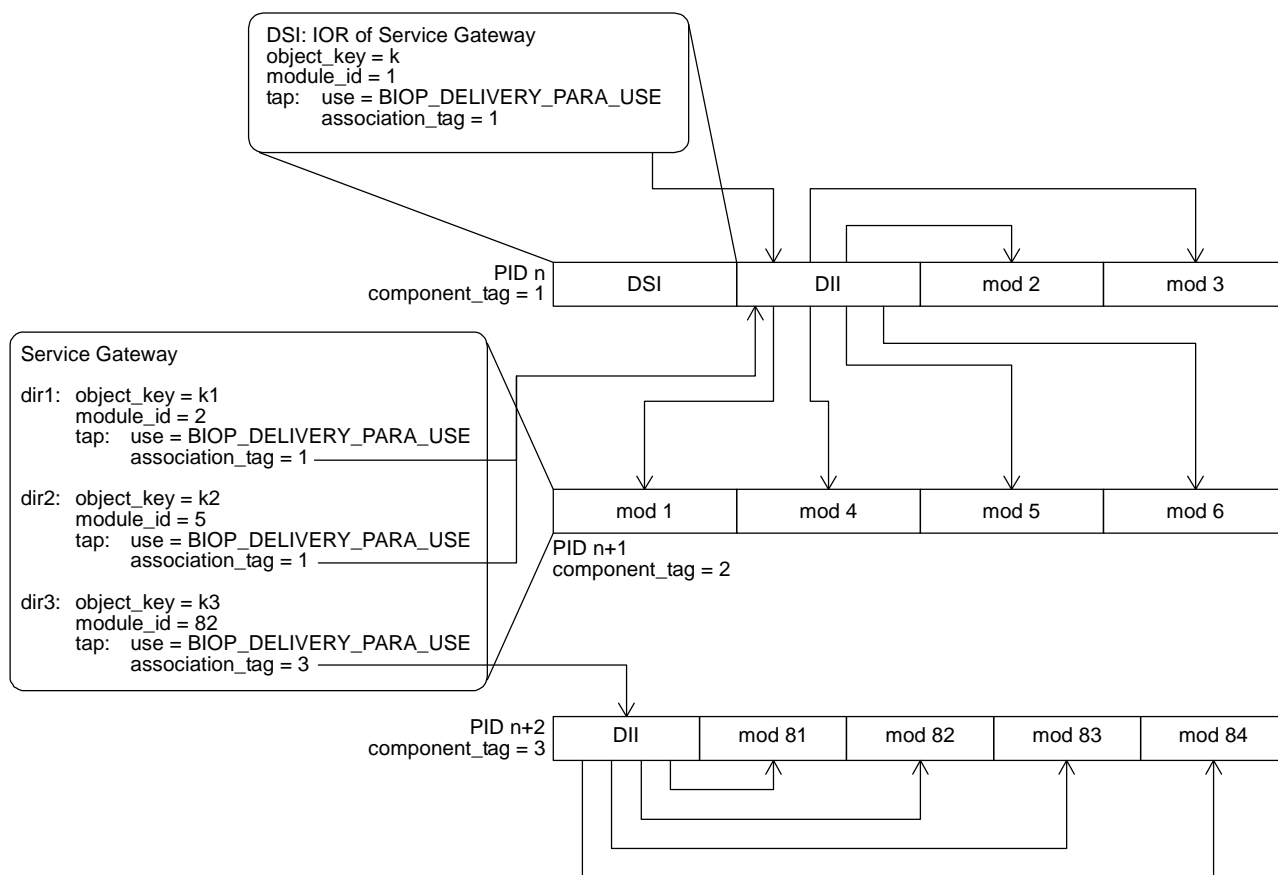 DSI: IOR of Service Gateway
object_key = k
module_id = 1
tap: use = BIOP_DELIVERY_PARA_USE
association_tag = 1
PID n
component_tag = 1
DSI
DII
mod 2
mod 3
Service Gateway
dir1: object_key = k1
module_id = 2
tap: use = BIOP_DELIVERY_PARA_USE
association_tag = 1
dir2: object_key = k2
module_id = 5
tap: use = BIOP_DELIVERY_PARA_USE
association_tag = 1
dir3: object_key = k3
module_id = 82
tap: use = BIOP_DELIVERY_PARA_USE
association_tag = 3
mod 1
mod 4
mod 5
mod 6
PID n+1
component_tag = 2
PID n+2
component_tag = 3
DII
mod 81
mod 82
mod 83
mod 84